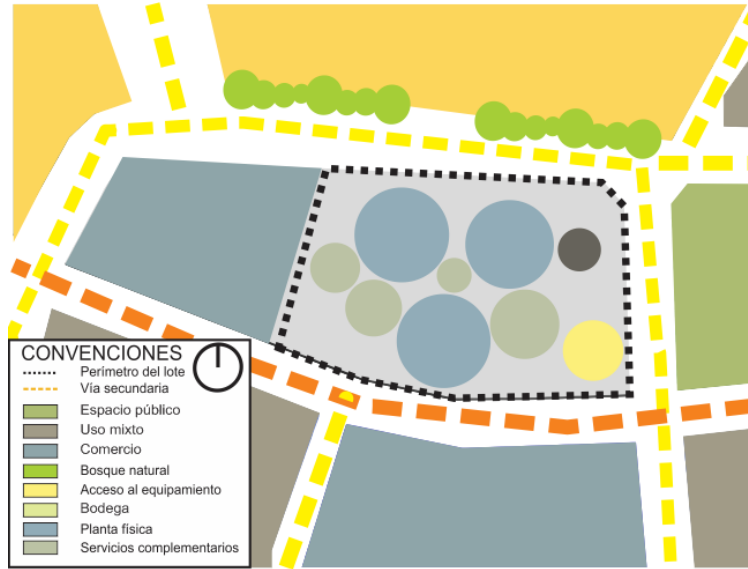 CONVENCIONES
Perímetro del lote
Vía secundaria
Espacio público
Uso mixto
Comercio
Bosque natural
Acceso al equipamiento
Bodega
Planta física
Servicios complementarios